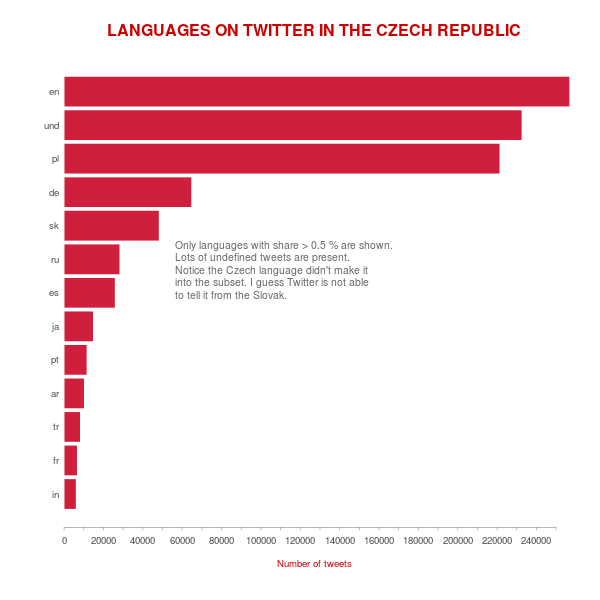 LANGUAGES ON TWITTER IN THE CZECH REPUBLIC
en
und
pl
de
sk
ru
es
ja
pt
ar
tr
fr
in
Only languages with share > 0.5 % are shown.
Lots of undefined tweets are present.
Notice the Czech language didn't make it
into the subset. I guess Twitter is not able
to tell it from the Slovak.
0 20000 40000 60000 80000 100000 120000 140000 160000 180000 200000 220000 240000
Number of tweets